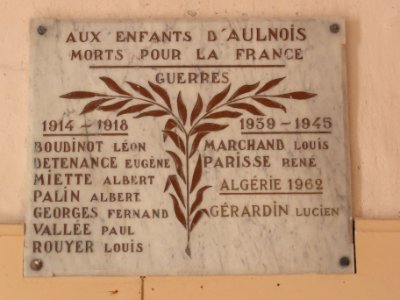 AUX ENFANTS D'AULNOIS
MORTS POUR LA FRANCE
GUERRES
1914 - 1918
BOUDINOT LÉON
DETENANCE EUGÈNE
MIETTE ALBERT
PALIN ALBERT
GEORGES FERNAND
VALLÉE PAUL
ROUYER LOUIS
1939 - 1945
MARCHAND LOUIS
PARISSE RENÉ
ALGÉRIE 1962
GÉRARDIN LUCIEN